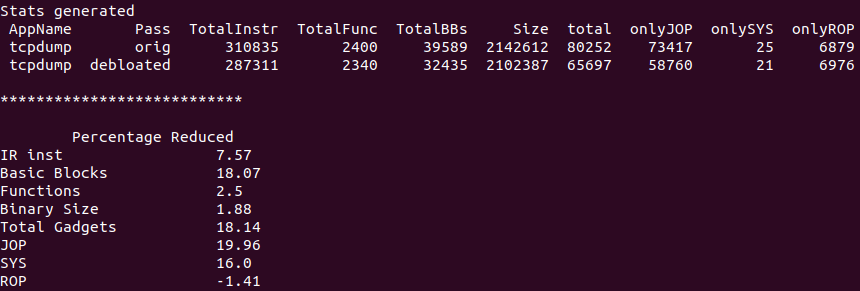 Stats generated
AppName Pass TotalInstr TotalFunc TotalBBs Size total onlyJOP onlySYS onlyROP
tcpdump orig 310835 2400 39589 2142612 80252 73417 25 6879
tcpdump debloated 287311 2340 32435 2102387 65697 58760 21 6976
***************************
Percentage Reduced
IR inst 7.57
Basic Blocks 18.07
Functions 2.5
Binary Size 1.88
Total Gadgets 18.14
JOP 19.96
SYS 16.0
ROP -1.41